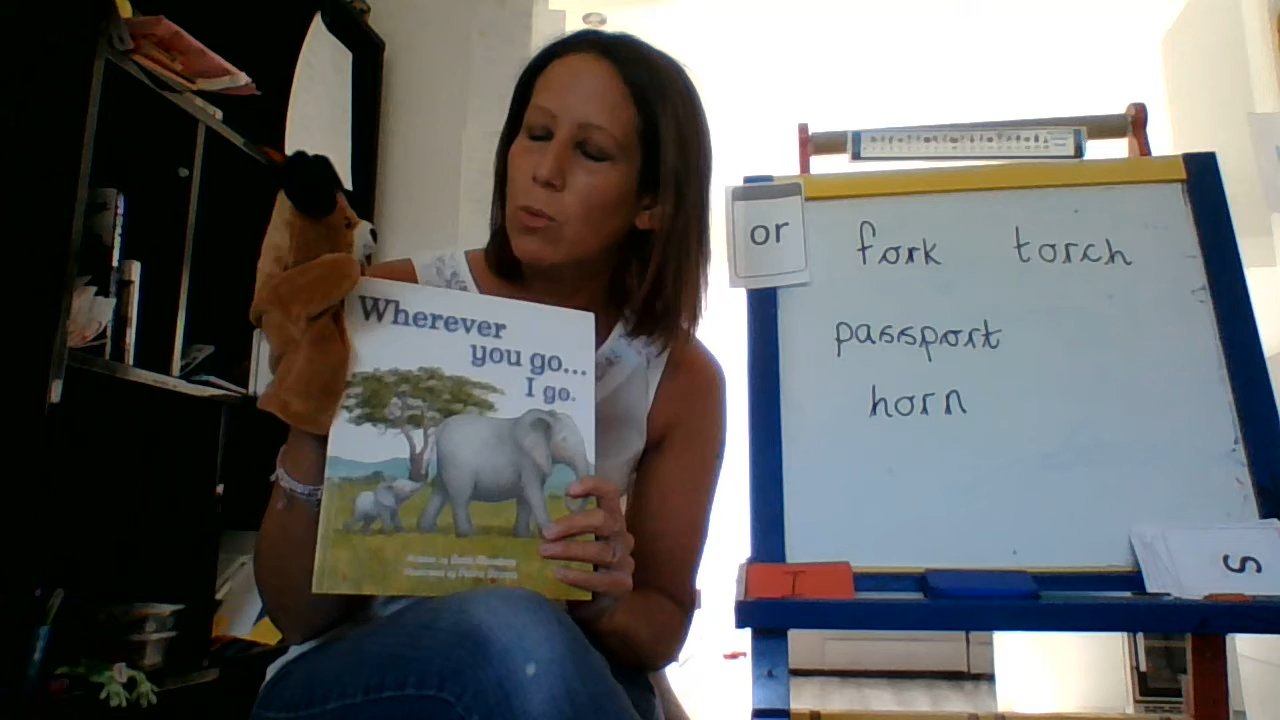 Wherever
you go...
I go.
or
fork torch
passport
horn
S
T